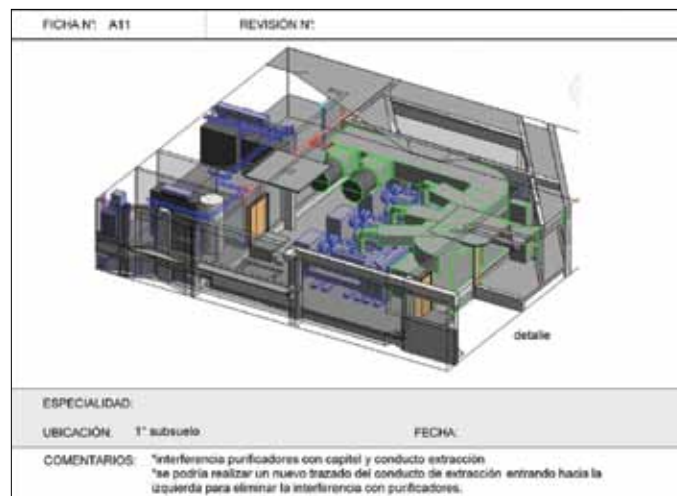 FICHA N°: A11 REVISIÓN N°:
detalle
ESPECIALIDAD:
UBICACIÓN: 1° subsuelo FECHA:
COMENTARIOS: *interferencia purificadores con capitel y conducto extracción
*se podría realizar un nuevo trazado del conducto de extracción entrando hacia la
izquierda para eliminar la interferencia con purificadores.